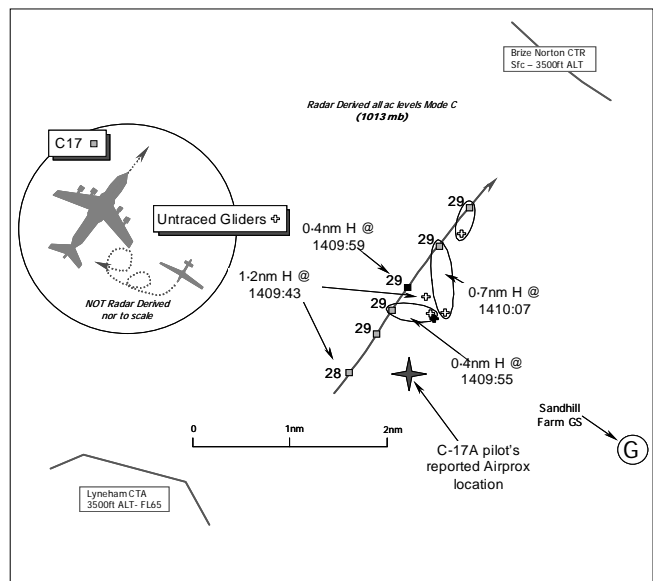 Brize Norton CTR
Sfc – 3500ft ALT
Radar Derived all ac levels Mode C
(1013 mb)
C17
Untraced Gliders
NOT Radar Derived
nor to scale
0·4nm H @
1409:59
1·2nm H @
1409:43
29
29
29
29
29
28
0·7nm H @
1410:07
0·4nm H @
1409:55
0
1nm
2nm
C-17A pilot's
reported Airprox
location
Sandhill
Farm GS
G
Lyneham CTA
3500ft ALT- FL65